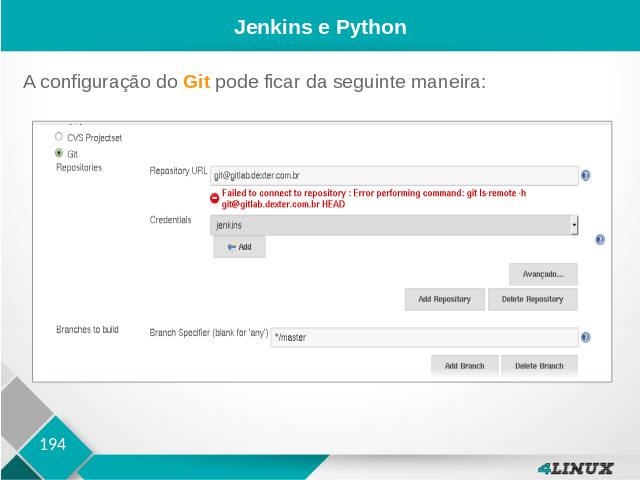 Jenkins e Python
A configuração do Git pode ficar da seguinte maneira:
CVS Projectset
Git
Repositories
Repository URL git@gitlab.dexter.com.br
Failed to connect to repository : Error performing command: git ls-remote -h
git@gitlab.dexter.com.br HEAD
Credentials jenkins
Add
Avançado...
Add Repository Delete Repository
Branches to build Branch Specifier (blank for 'any') */master
Add Branch Delete Branch
194
4LINUX